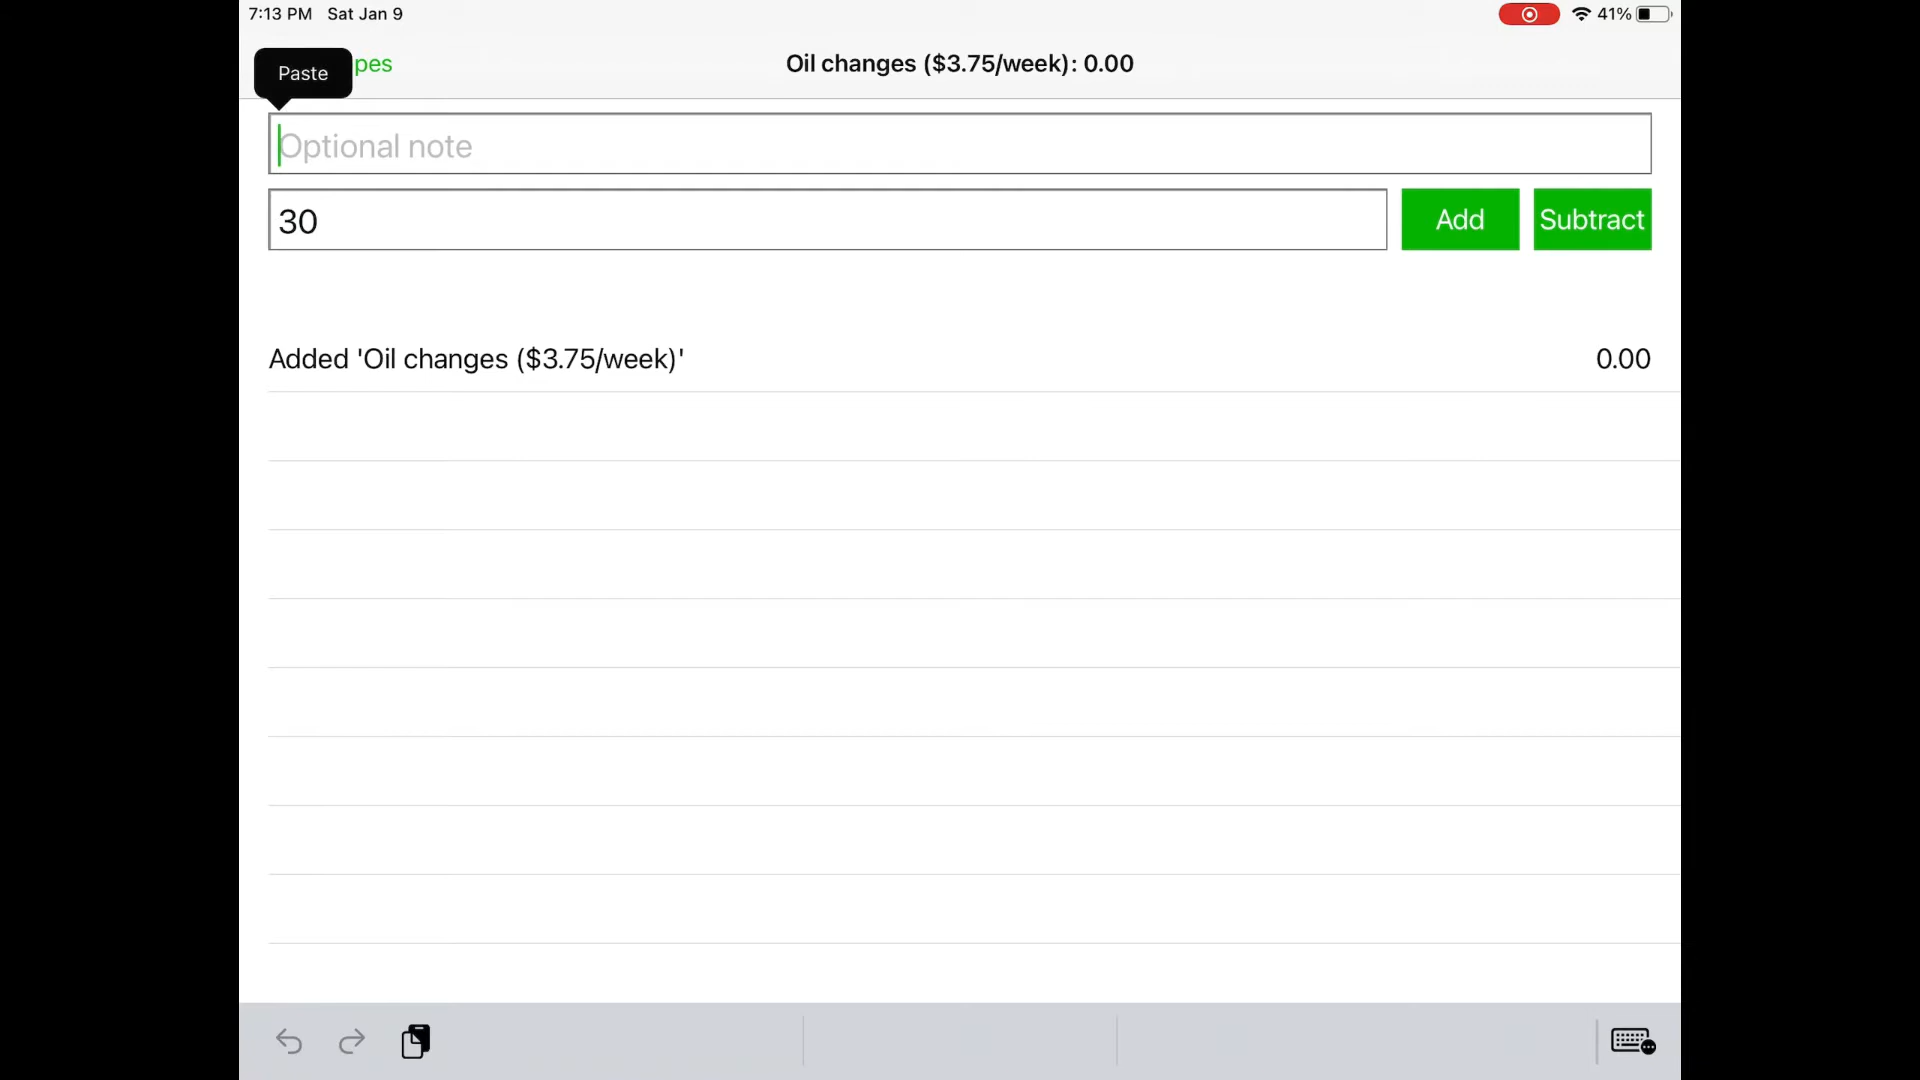 7:13 PM Sat Jan 9
41%
Paste
pes
Oil changes ($3.75/week): 0.00
Optional note
30
Add
Subtract
Added 'Oil changes ($3.75/week)'
0.00